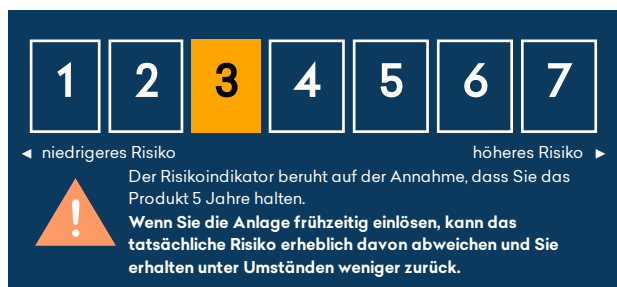 1 2 3 4 5 6 7
◄ niedrigeres Risiko höheres Risiko ►
Der Risikoindikator beruht auf der Annahme, dass Sie das
Produkt 5 Jahre halten.
Wenn Sie die Anlage frühzeitig einlösen, kann das
tatsächliche Risiko erheblich davon abweichen und Sie
erhalten unter Umständen weniger zurück.
!